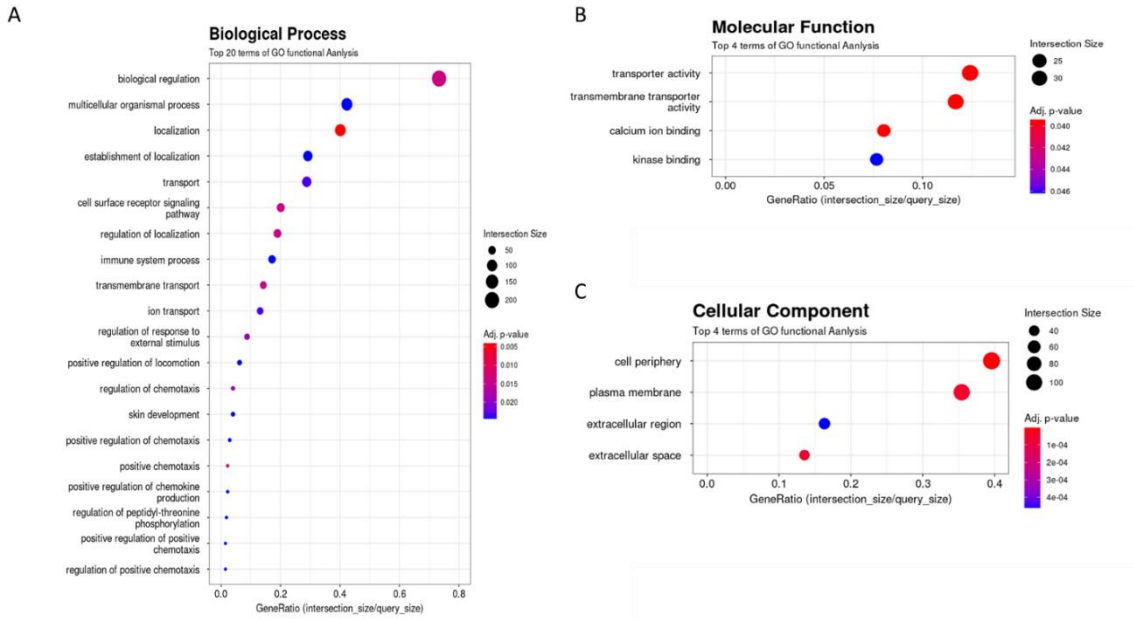 A
Biological Process
Top 20 terms of GO functional Aanlysis
biological regulation
multicellular organismal process
localization
establishment of localization
transport
cell surface receptor signaling
pathway
regulation of localization
immune system process
transmembrane transport
ion transport
regulation of response to
external stimulus
positive regulation of locomotion
regulation of chemotaxis
skin development
positive regulation of chemotaxis
positive chemotaxis
positive regulation of chemokine
production
regulation of peptidyl-threonine
phosphorylation
positive regulation of positive
chemotaxis
regulation of positive chemotaxis
0.0 0.2 0.4 0.6 0.8
GeneRatio (intersection_size/query_size)
Intersection Size
50
100
150
200
Adj. p-value
0.005
0.010
0.015
0.020
B
Molecular Function
Top 4 terms of GO functional Aanlysis
transporter activity
transmembrane transporter
activity
calcium ion binding
kinase binding
0.00 0.05 0.10
GeneRatio (intersection_size/query_size)
Intersection Size
25
30
Adj. p-value
0.040
0.042
0.044
0.046
C
Cellular Component
Top 4 terms of GO functional Aanlysis
cell periphery
plasma membrane
extracellular region
extracellular space
0.0 0.1 0.2 0.3 0.4
GeneRatio (intersection_size/query_size)
Intersection Size
40
60
80
100
Adj. p-value
1e-04
2e-04
3e-04
4e-04